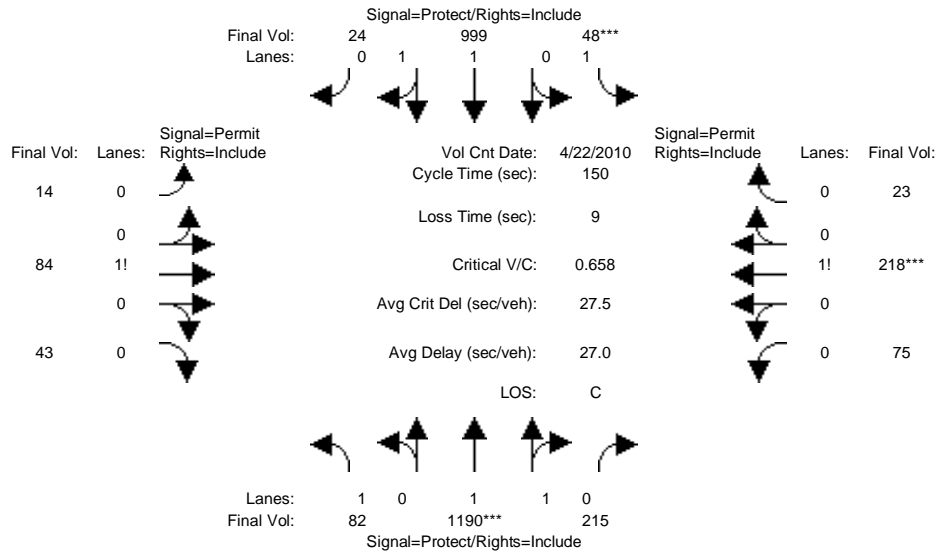 Signal=Protect/Rights=Include
Final Vol: 24 999 48***
Lanes: 0 1 1 0 1
Signal=Permit Signal=Permit
Final Vol: Lanes: Rights=Include Vol Cnt Date: 4/22/2010 Rights=Include Lanes: Final Vol:
Cycle Time (sec): 150
14 0 0 23
Loss Time (sec): 9
0 0
84 1! Critical V/C: 0.658 1! 218***
0 Avg Crit Del (sec/veh): 27.5 0
43 0 Avg Delay (sec/veh): 27.0 0 75
LOS: C
Lanes: 1 0 1 1 0
Final Vol: 82 1190*** 215
Signal=Protect/Rights=Include